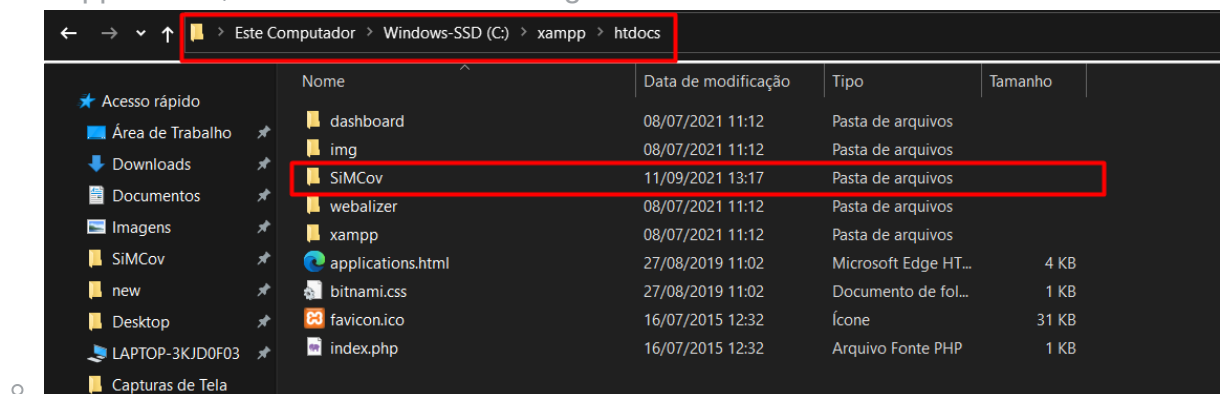 Este Computador > Windows-SSD (C:) > xampp > htdocs
Nome Data de modificação Tipo Tamanho
Acesso rápido
Área de Trabalho
Downloads
Documentos
Imagens
SiMCov
new
Desktop
LAPTOP-3KJD0F03
Capturas de Tela
dashboard 08/07/2021 11:12 Pasta de arquivos
img 08/07/2021 11:12 Pasta de arquivos
SiMCov 11/09/2021 13:17 Pasta de arquivos
webalizer 08/07/2021 11:12 Pasta de arquivos
xampp 08/07/2021 11:12 Pasta de arquivos
applications.html 27/08/2019 11:02 Microsoft Edge HT... 4 KB
bitnami.css 27/08/2019 11:02 Documento de fol... 1 KB
favicon.ico 16/07/2015 12:32 Ícone 31 KB
index.php 16/07/2015 12:32 Arquivo Fonte PHP 1 KB